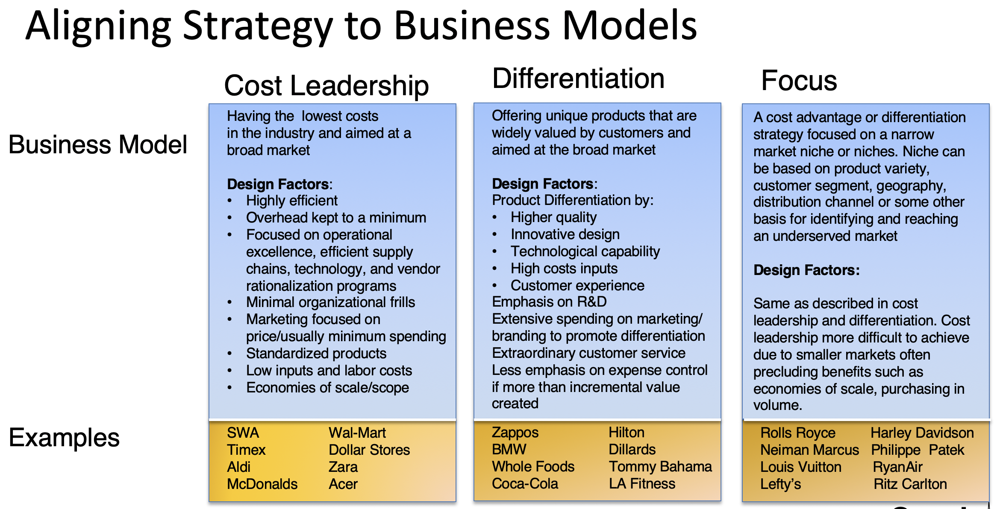 Aligning Strategy to Business Models
Cost Leadership
Differentiation
Focus
Business Model
Having the lowest costs
in the industry and aimed at a
broad market
Design Factors:
• Highly efficient
• Overhead kept to a minimum
• Focused on operational
excellence, efficient supply
chains, technology, and vendor
rationalization programs
• Minimal organizational frills
• Marketing focused on
price/usually minimum spending
• Standardized products
• Low inputs and labor costs
• Economies of scale/scope
Offering unique products that are
widely valued by customers and
aimed at the broad market
Design Factors:
Product Differentiation by:
• Higher quality
• Innovative design
• Technological capability
• High costs inputs
• Customer experience
Emphasis on R&D
Extensive spending on marketing/
branding to promote differentiation
Extraordinary customer service
Less emphasis on expense control
if more than incremental value
created
A cost advantage or differentiation
strategy focused on a narrow
market niche or niches. Niche can
be based on product variety,
customer segment, geography,
distribution channel or some other
basis for identifying and reaching
an underserved market
Design Factors:
Same as described in cost
leadership and differentiation. Cost
leadership more difficult to achieve
due to smaller markets often
precluding benefits such as
economies of scale, purchasing in
volume.
Examples
SWA Wal-Mart
Timex Dollar Stores
Aldi Zara
McDonalds Acer
Zappos Hilton
BMW Dillards
Whole Foods Tommy Bahama
Coca-Cola LA Fitness
Rolls Royce Harley Davidson
Neiman Marcus Philippe Patek
Louis Vuitton RyanAir
Lefty’s Ritz Carlton